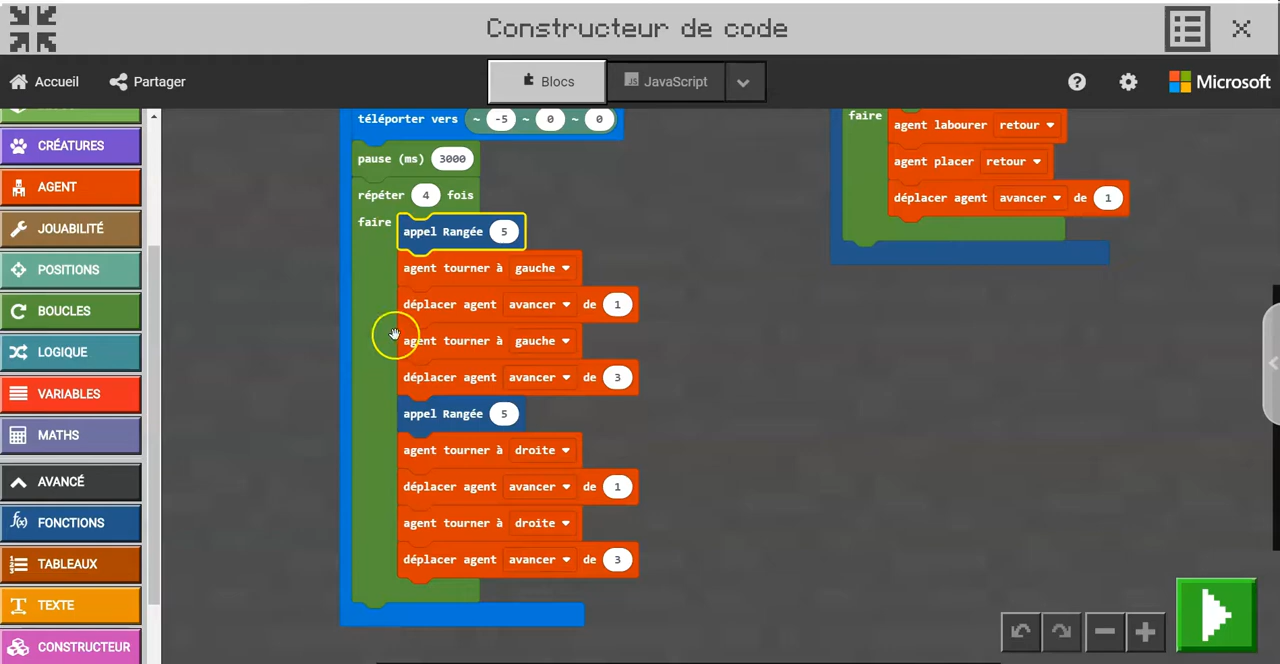 Constructeur de code
Accueil
Partager
Blocs
JavaScript
Microsoft
CRÉATURES
AGENT
JOUABILITÉ
POSITIONS
BOUCLES
LOGIQUE
VARIABLES
MATHS
AVANCÉ
FONCTIONS
TABLEAUX
TEXTE
CONSTRUCTEUR
téléporter vers ~ -5 ~ 0 ~ 0
pause (ms) 3000
répéter 4 fois
faire
appel Rangée 5
agent tourner à gauche
déplacer agent avancer de 1
agent tourner à gauche
déplacer agent avancer de 3
appel Rangée 5
agent tourner à droite
déplacer agent avancer de 1
agent tourner à droite
déplacer agent avancer de 3
faire
agent labourer retour
agent placer retour
déplacer agent avancer de 1